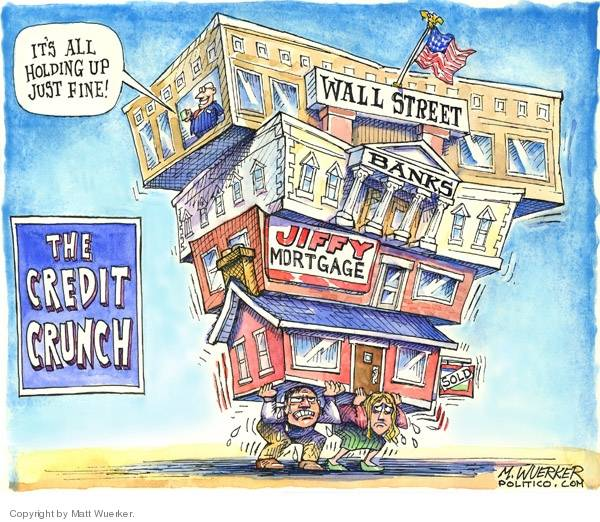 IT'S ALL
HOLDING UP
JUST FINE!
WALL STREET
BANKS
JIFFY
MORTGAGE
THE
CREDIT
CRUNCH
SOLD
M. WUERKER
POLITICO.COM
Copyright by Matt Wuerker.